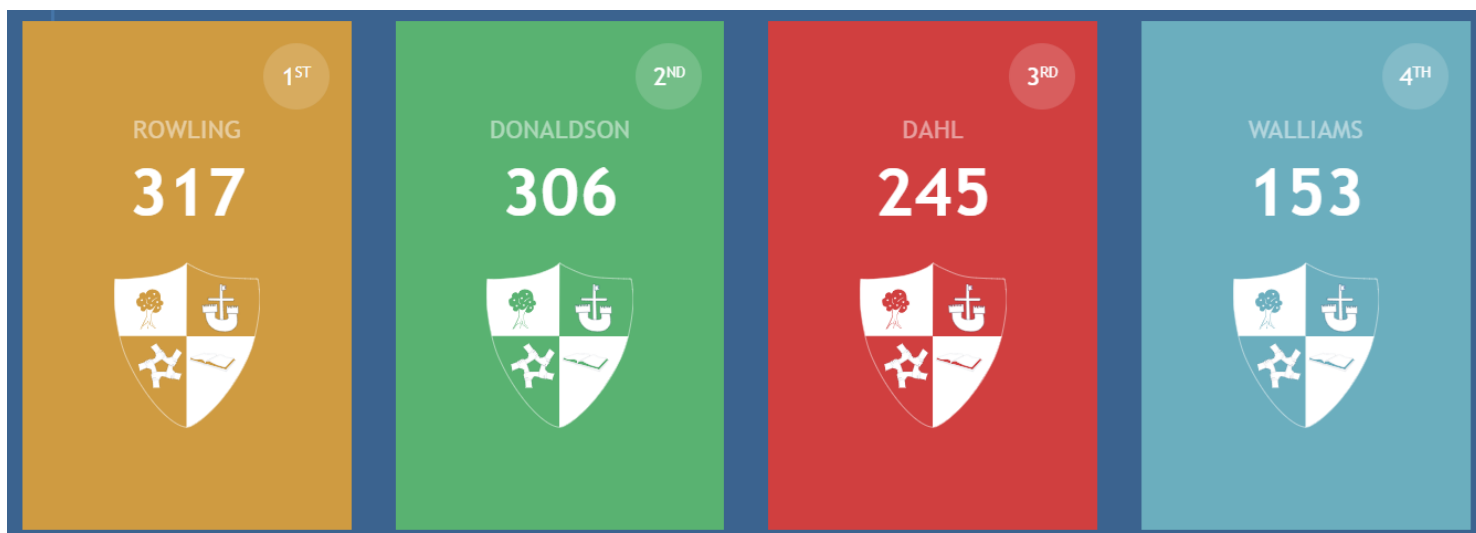 1ST
ROWLING
317
2ND
DONALDSON
306
3RD
DAHL
245
4TH
WALLIAMS
153